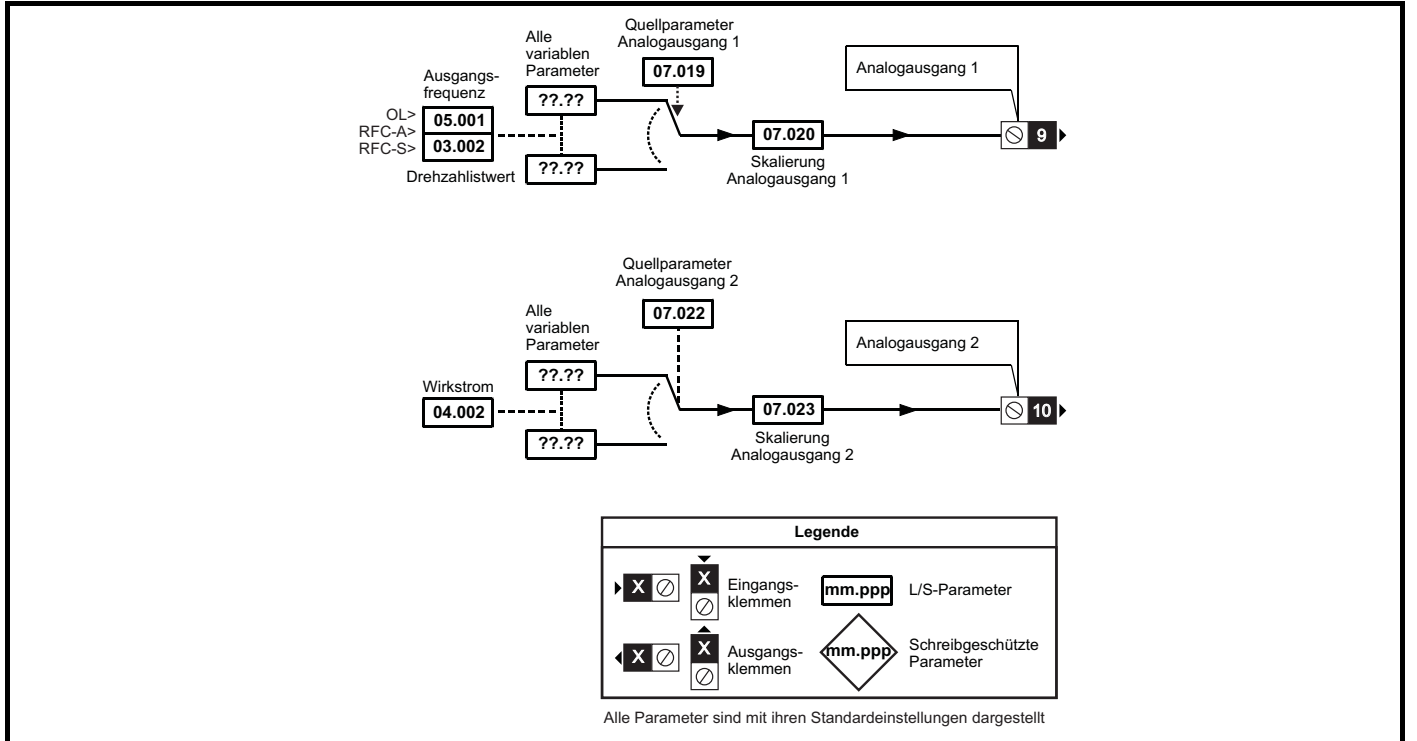 Quellparameter
Analogausgang 1
07.019
Alle
variablen
Parameter
??.??
??.??
Ausgangs-
frequenz
OL>
RFC-A>
RFC-S>
05.001
03.002
Drehzahlistwert
07.020
Skalierung
Analogausgang 1
Analogausgang 1
9
Quellparameter
Analogausgang 2
07.022
Alle
variablen
Parameter
??.??
??.??
Wirkstrom
04.002
07.023
Skalierung
Analogausgang 2
Analogausgang 2
10
Legende
X
X
Eingangs-
klemmen
mm.ppp
L/S-Parameter
X
X
Ausgangs-
klemmen
mm.ppp
Schreibgeschützte
Parameter
Alle Parameter sind mit ihren Standardeinstellungen dargestellt